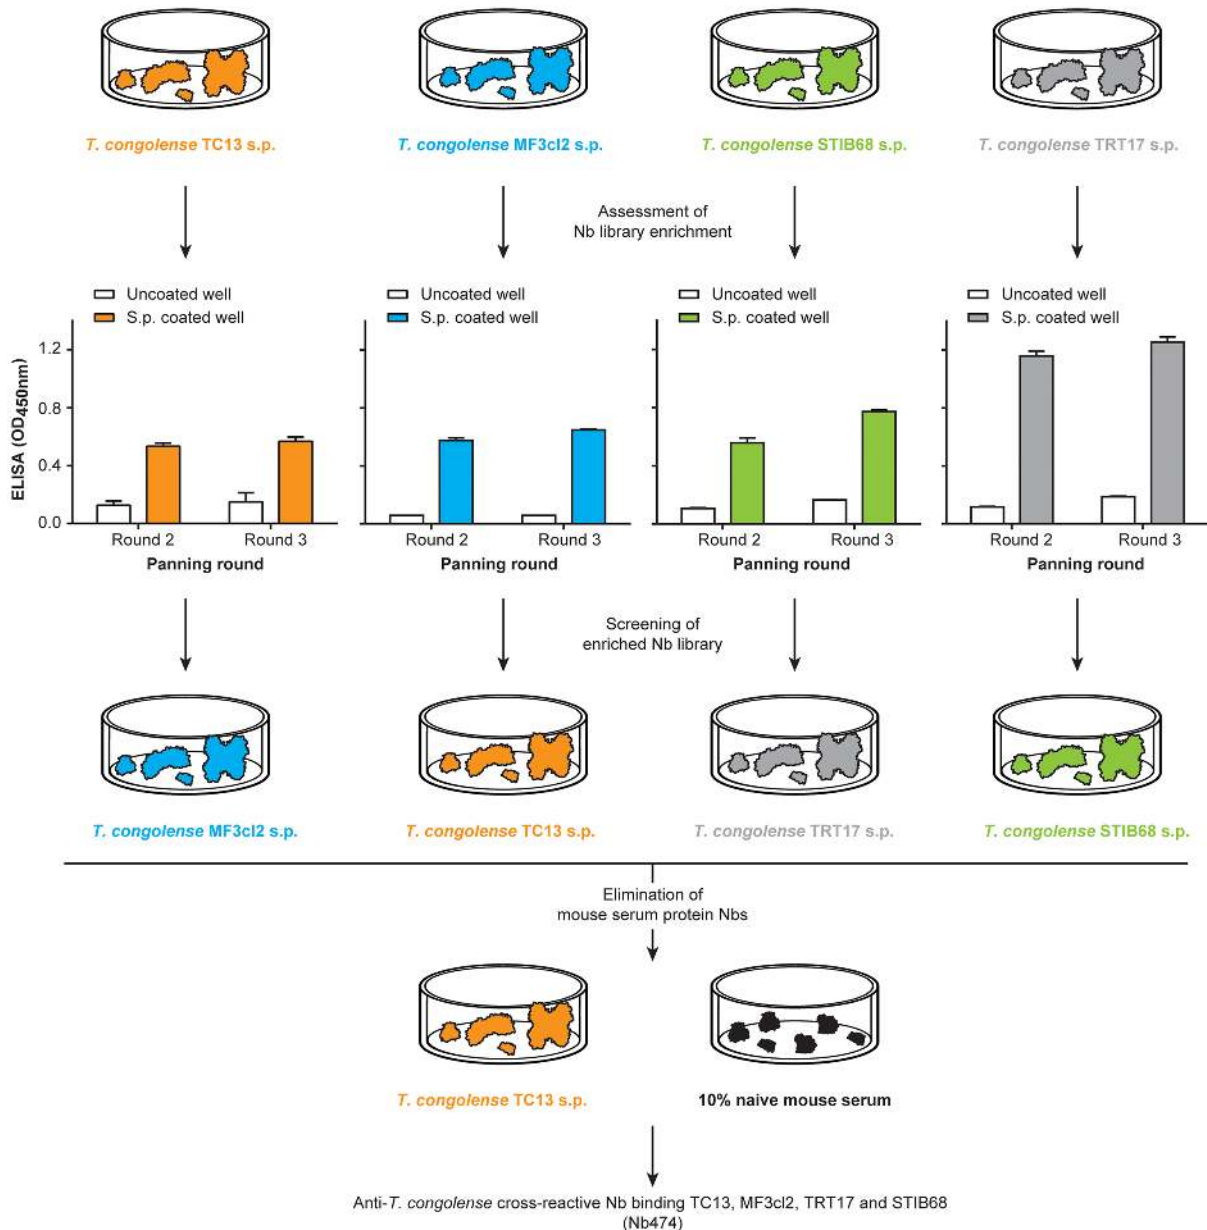 T. congolense TC13 s.p.
T. congolense MF3cl2 s.p.
T. congolense STIB68 s.p.
T. congolense TRT17 s.p.
Assessment of
Nb library enrichment
Uncoated well
S.p. coated well
Uncoated well
S.p. coated well
Uncoated well
S.p. coated well
Uncoated well
S.p. coated well
ELISA (OD450nm)
1.2
0.8
0.4
0.0
Round 2 Round 3
Panning round
Round 2 Round 3
Panning round
Round 2 Round 3
Panning round
Round 2 Round 3
Panning round
Screening of
enriched Nb library
T. congolense MF3cl2 s.p.
T. congolense TC13 s.p.
T. congolense TRT17 s.p.
T. congolense STIB68 s.p.
Elimination of
mouse serum protein Nbs
T. congolense TC13 s.p.
10% naive mouse serum
Anti-T. congolense cross-reactive Nb binding TC13, MF3cl2, TRT17 and STIB68
(Nb474)